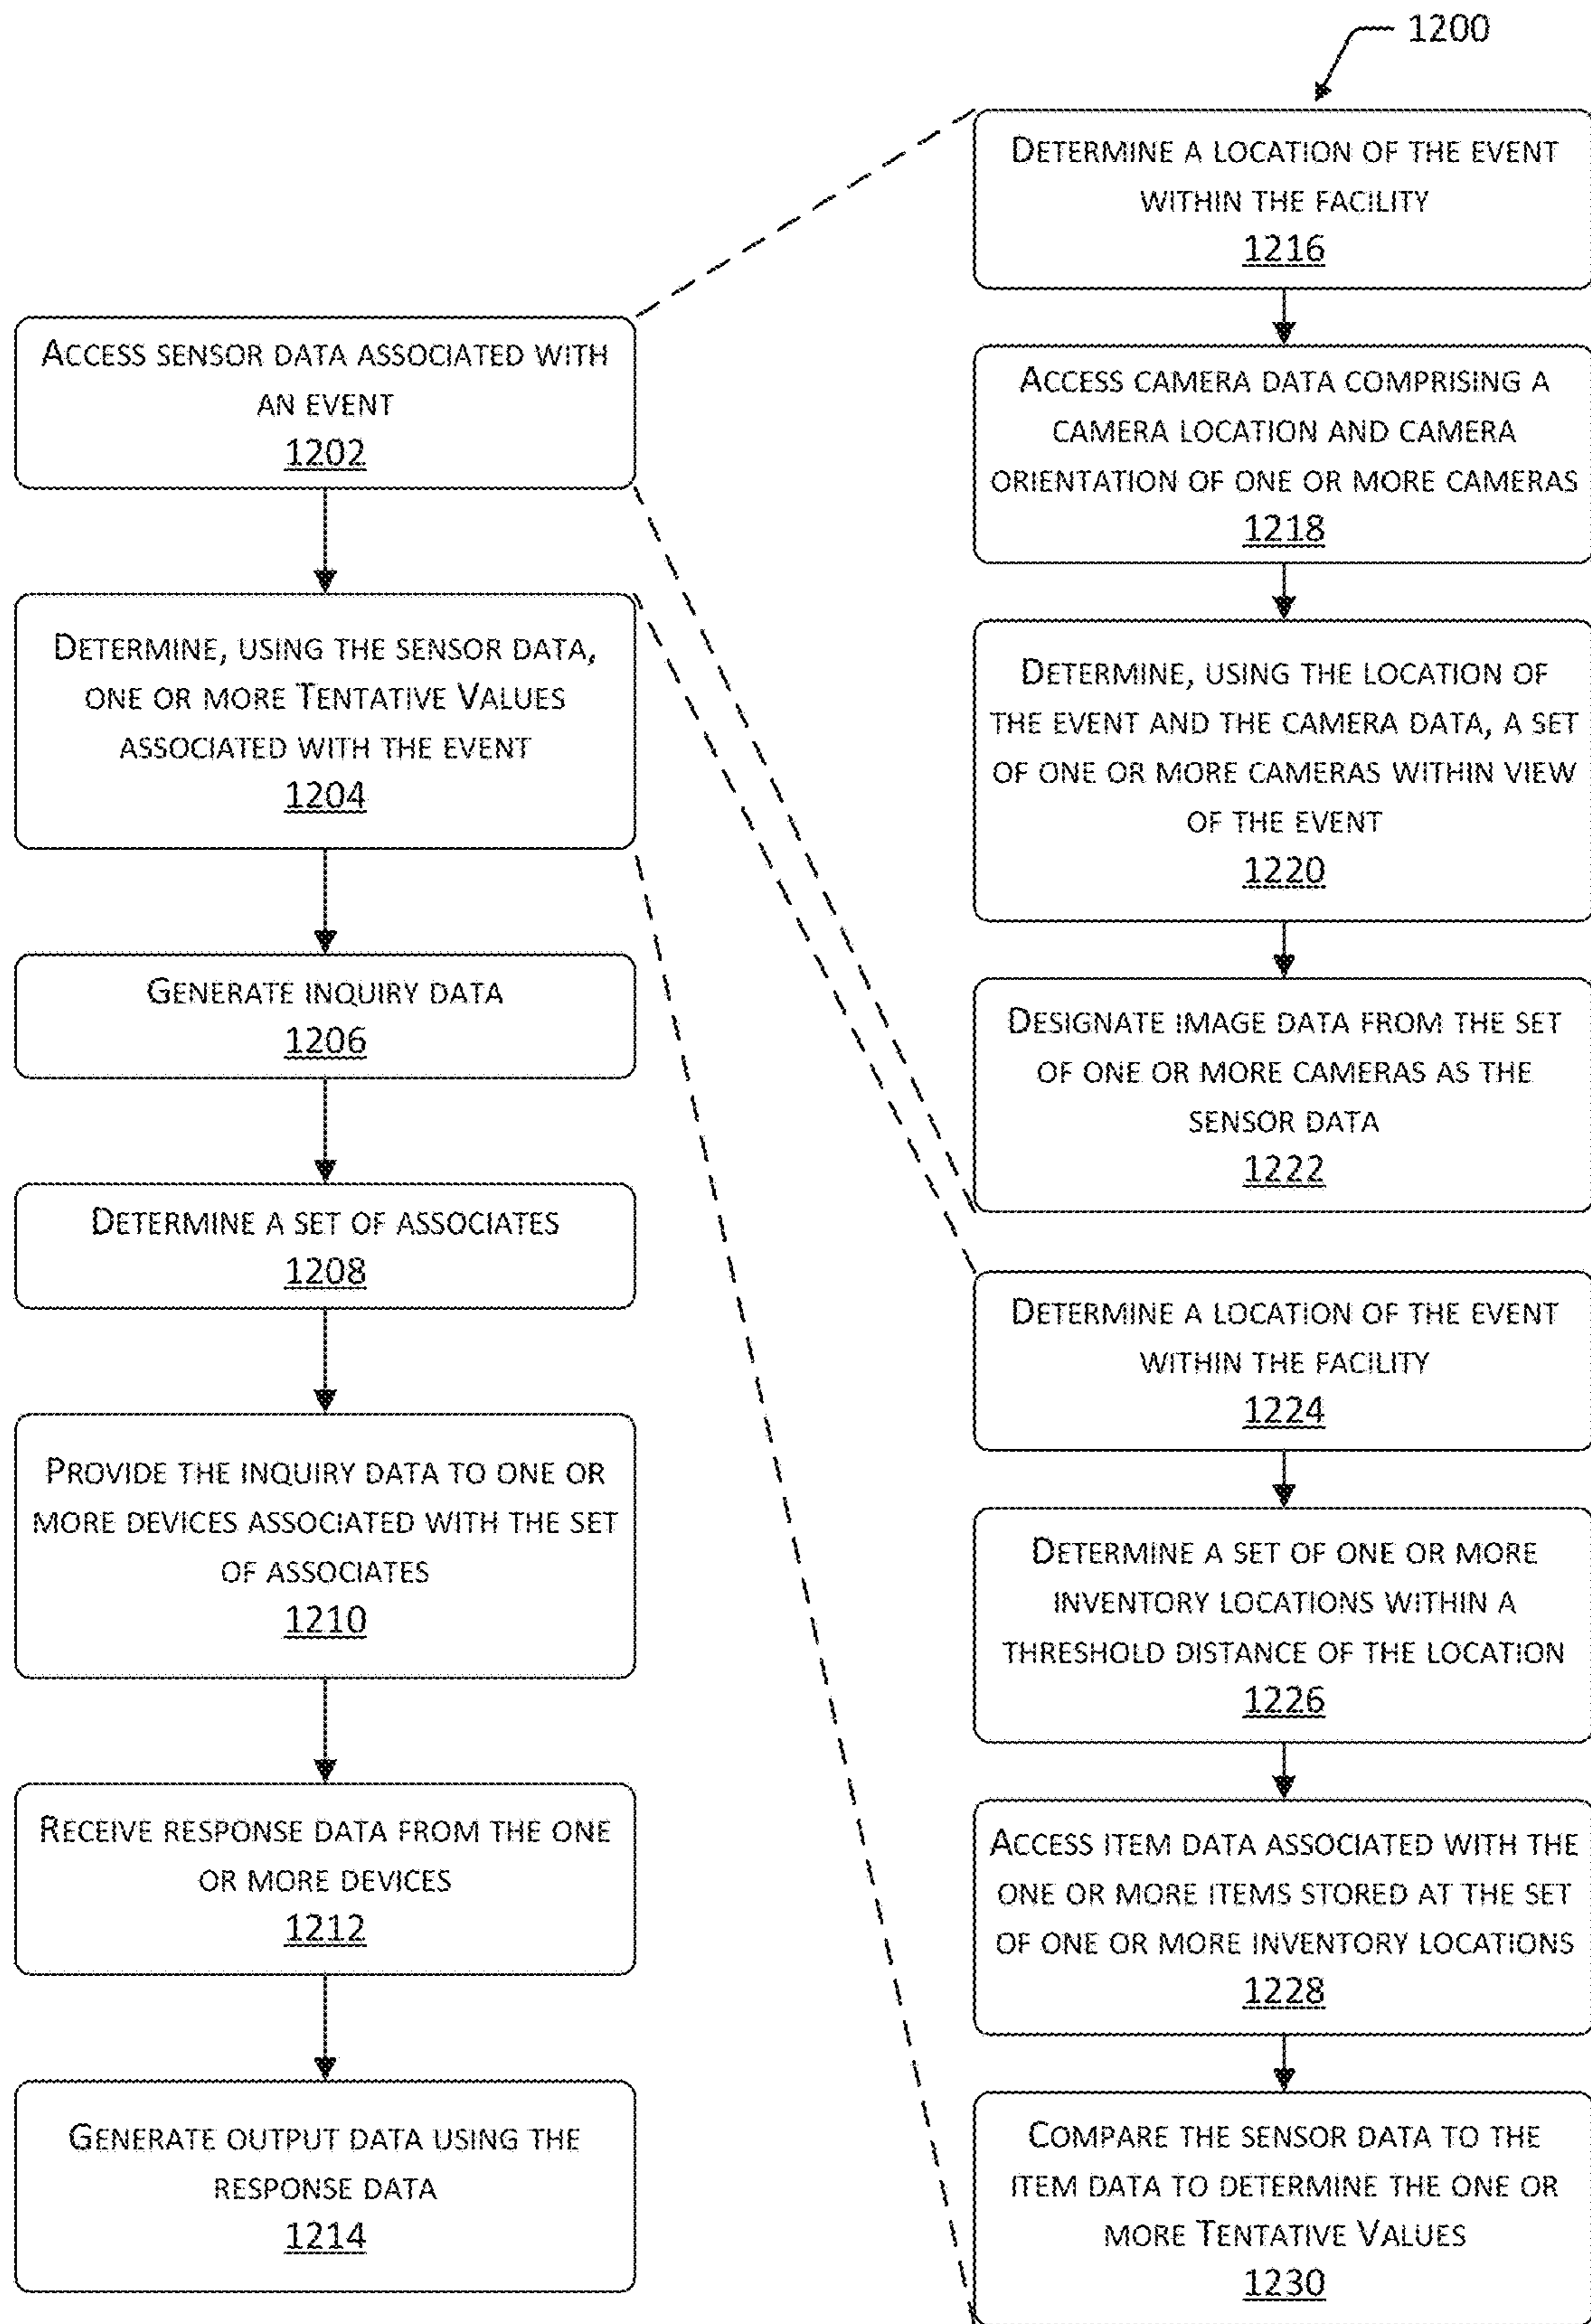 1200
Access sensor data associated with
an event
1202
Determine, using the sensor data,
one or more Tentative Values
associated with the event
1204
Generate inquiry data
1206
Determine a set of associates
1208
Provide the inquiry data to one or
more devices associated with the set
of associates
1210
Receive response data from the one
or more devices
1212
Generate output data using the
response data
1214
Determine a location of the event
within the facility
1216
Access camera data comprising a
camera location and camera
orientation of one or more cameras
1218
Determine, using the location of
the event and the camera data, a set
of one or more cameras within view
of the event
1220
Designate image data from the set
of one or more cameras as the
sensor data
1222
Determine a location of the event
within the facility
1224
Determine a set of one or more
inventory locations within a
threshold distance of the location
1226
Access item data associated with the
one or more items stored at the set
of one or more inventory locations
1228
Compare the sensor data to the
item data to determine the one or
more Tentative Values
1230